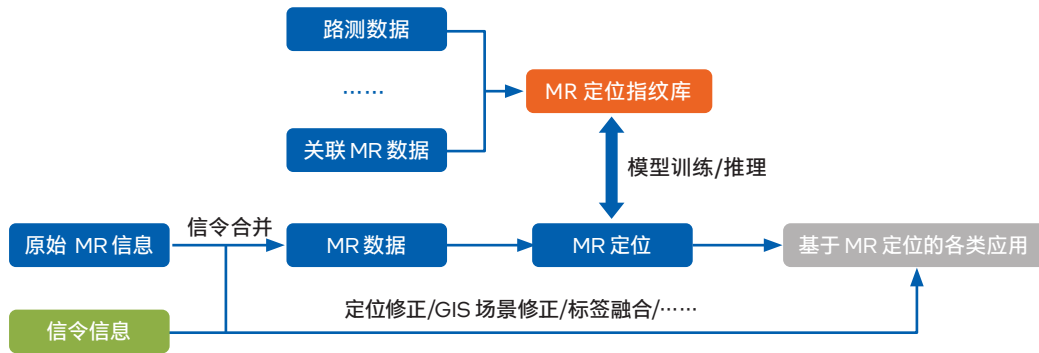 路测数据
……
MR 定位指纹库
关联 MR 数据
模型训练/推理
信令合并
原始 MR 信息
MR 数据
MR 定位
基于 MR 定位的各类应用
定位修正/GIS 场景修正/标签融合/……
信令信息